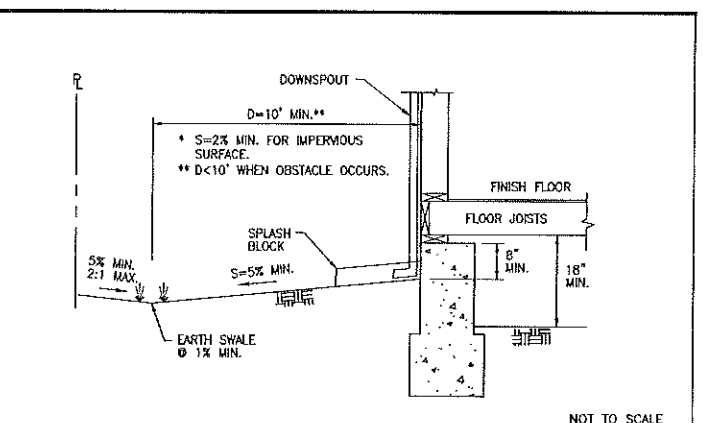 ℄
DOWNSPOUT
D=10' MIN.**
* S=2% MIN. FOR IMPERVIOUS
SURFACE.
** D<10' WHEN OBSTACLE OCCURS.
FINISH FLOOR
FLOOR JOISTS
SPLASH
BLOCK
8"
MIN.
18"
MIN.
5% MIN.
2:1 MAX.
S=5% MIN.
EARTH SWALE
@ 1% MIN.
NOT TO SCALE